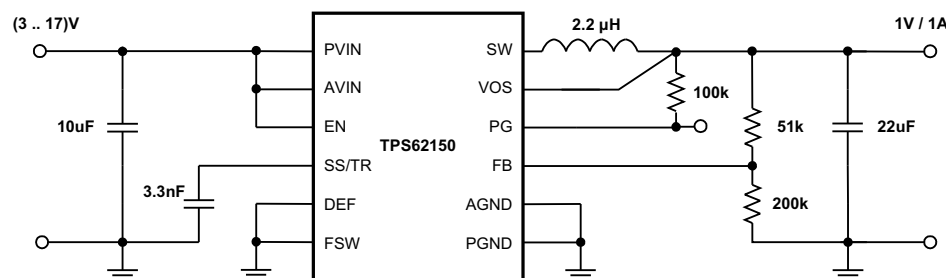 (3 .. 17)V
2.2 µH
1V / 1A
PVIN
SW
AVIN
VOS
100k
10uF
EN
PG
51k
22uF
TPS62150
SS/TR
FB
3.3nF
DEF
AGND
200k
FSW
PGND